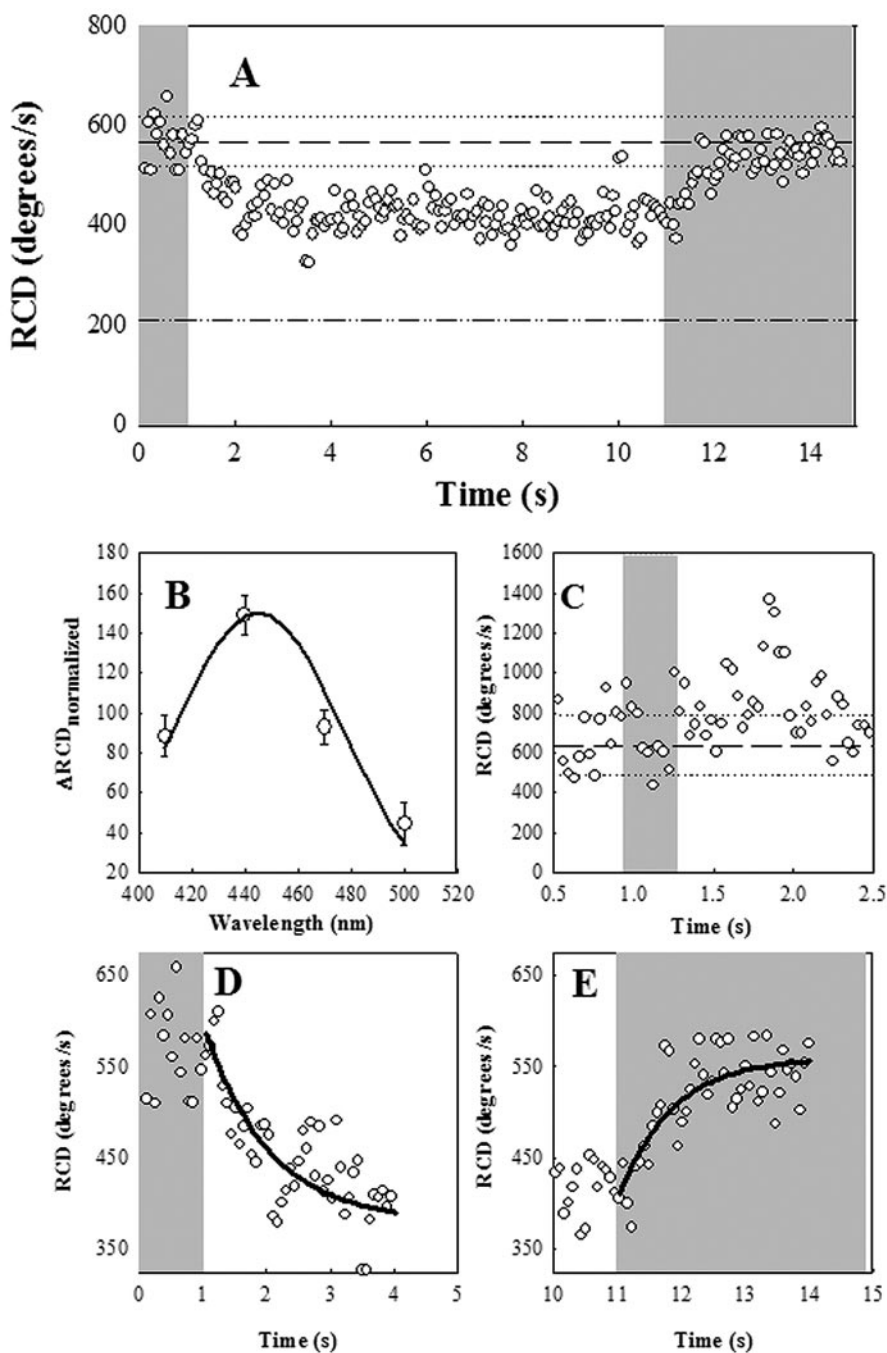 A
RCD (degrees/s)
800
600
400
200
0
0 2 4 6 8 10 12 14
Time (s)
B
ΔRCDnormalized
180
160
140
120
100
80
60
40
20
400 420 440 460 480 500 520
Wavelength (nm)
C
RCD (degrees/s)
1600
1400
1200
1000
800
600
400
200
0
0.5 1.0 1.5 2.0 2.5
Time (s)
D
RCD (degrees/s)
650
550
450
350
0 1 2 3 4 5
Time (s)
E
RCD (degrees/s)
650
550
450
350
10 11 12 13 14 15
Time (s)